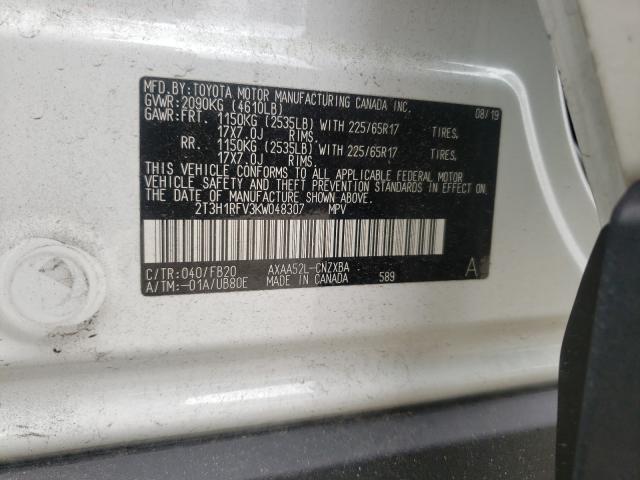 MFD.BY:TOYOTA MOTOR MANUFACTURING CANADA INC.
GVWR:2090KG (4610LB) 08/19
GAWR:FRT. 1150KG (2535LB) WITH 225/65R17 TIRES,
17X7.0J RIMS.
RR. 1150KG (2535LB) WITH 225/65R17 TIRES,
17X7.0J RIMS.
THIS VEHICLE CONFORMS TO ALL APPLICABLE FEDERAL MOTOR
VEHICLE SAFETY AND THEFT PREVENTION STANDARDS IN EFFECT ON
THE DATE OF MANUFACTURE SHOWN ABOVE.
2T3H1RFV3KW048307 MPV
C/TR:040/FB20 AXAA52L-CNZXBA A
A/TM:-01A/UB80E MADE IN CANADA 589